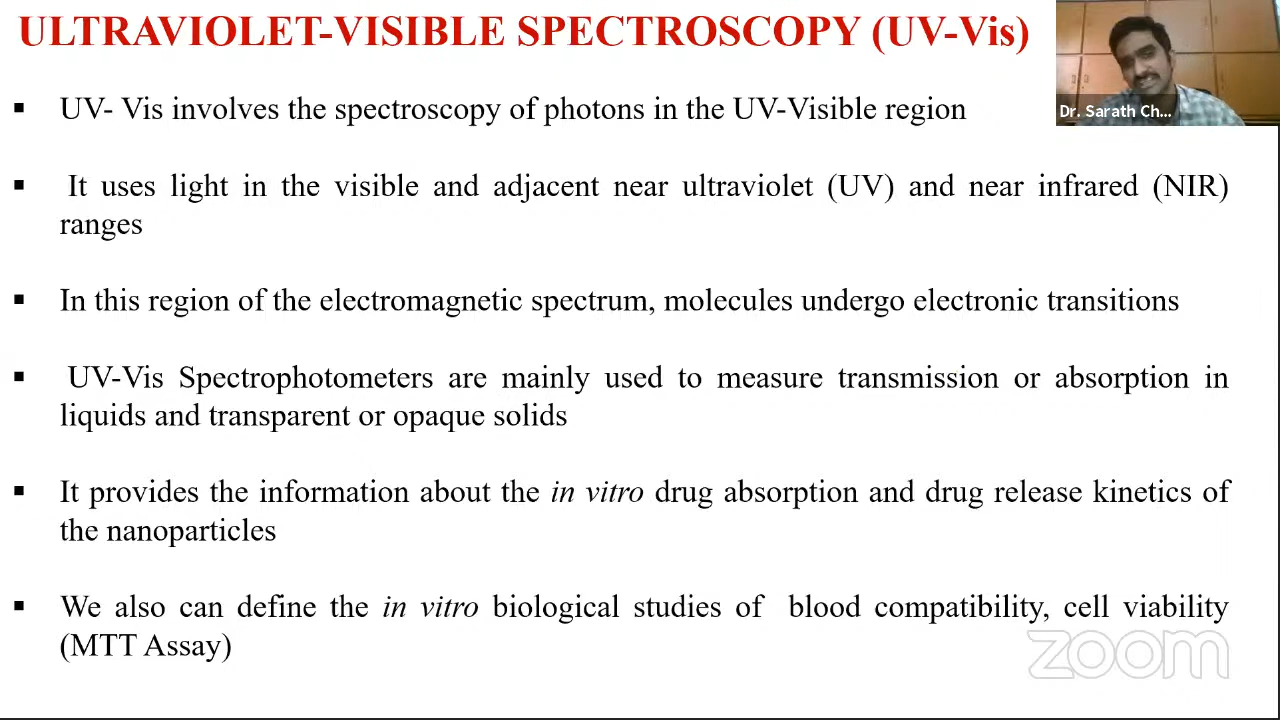 ULTRAVIOLET-VISIBLE SPECTROSCOPY (UV-Vis)
Dr. Sarath Ch...
▪ UV- Vis involves the spectroscopy of photons in the UV-Visible region
▪ It uses light in the visible and adjacent near ultraviolet (UV) and near infrared (NIR)
ranges
▪ In this region of the electromagnetic spectrum, molecules undergo electronic transitions
▪ UV-Vis Spectrophotometers are mainly used to measure transmission or absorption in
liquids and transparent or opaque solids
▪ It provides the information about the in vitro drug absorption and drug release kinetics of
the nanoparticles
▪ We also can define the in vitro biological studies of blood compatibility, cell viability
(MTT Assay)
zoom